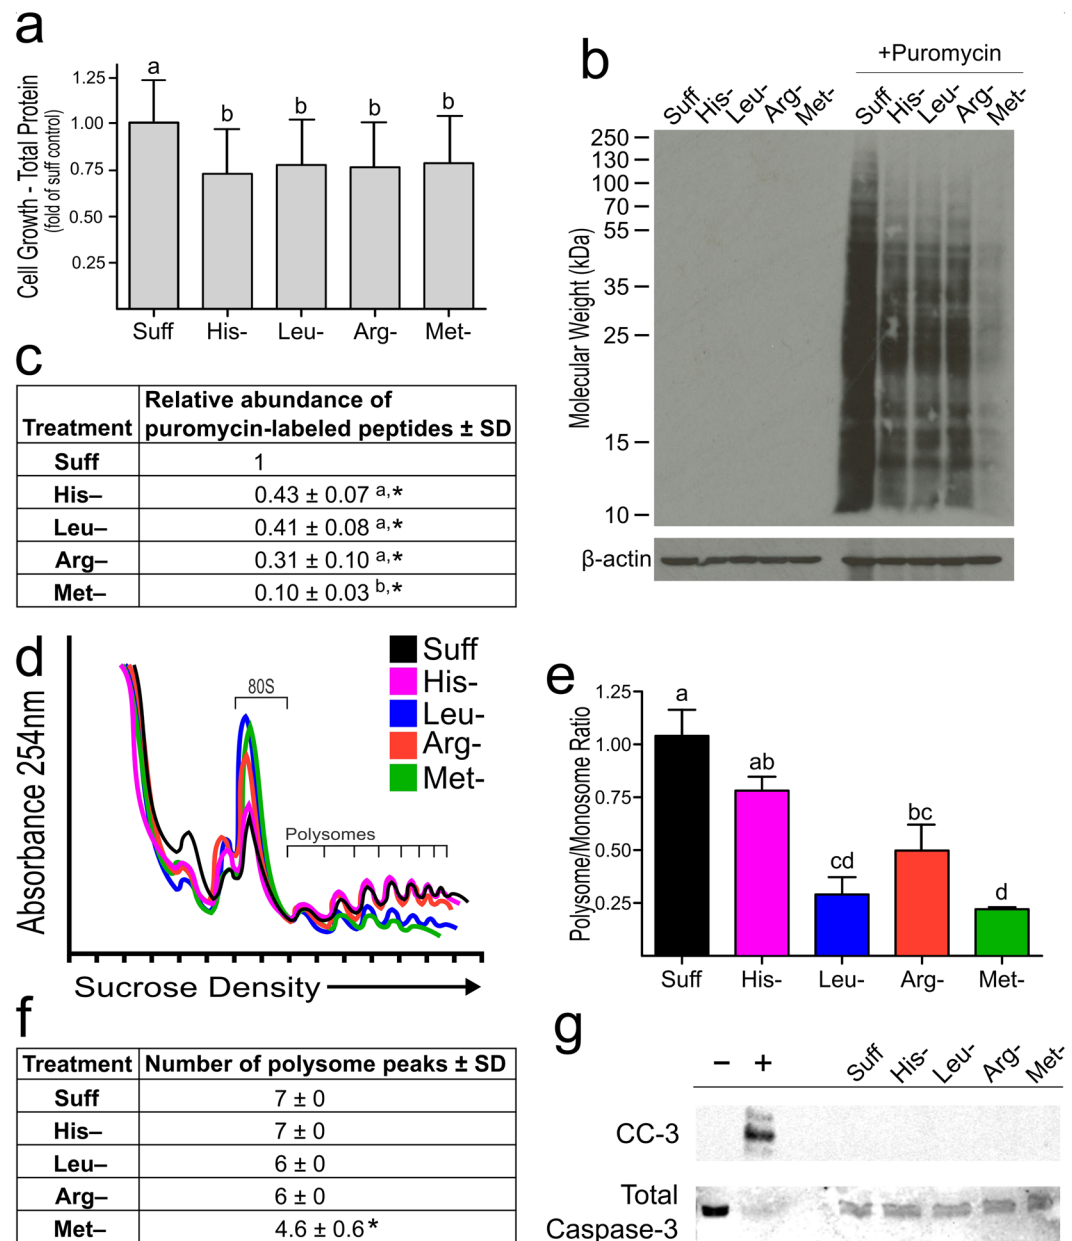 a
Cell Growth - Total Protein
(fold of suff control)
1.25
1.00
0.75
0.50
0.25
a
b
b
b
b
Suff His- Leu- Arg- Met-
b
+Puromycin
Suff His- Leu- Arg- Met- Suff His- Leu- Arg- Met-
Molecular Weight (kDa)
250
130
100
70
55
35
25
15
10
β-actin
c
Treatment Relative abundance of
puromycin-labeled peptides ± SD
Suff 1
His– 0.43 ± 0.07 a,*
Leu– 0.41 ± 0.08 a,*
Arg– 0.31 ± 0.10 a,*
Met– 0.10 ± 0.03 b,*
d
Absorbance 254nm
80S
Polysomes
Suff
His-
Leu-
Arg-
Met-
Sucrose Density
e
Polysome/Monosome Ratio
1.25
1.00
0.75
0.50
0.25
a
ab
cd
bc
d
Suff His- Leu- Arg- Met-
f
Treatment Number of polysome peaks ± SD
Suff 7 ± 0
His– 7 ± 0
Leu– 6 ± 0
Arg– 6 ± 0
Met– 4.6 ± 0.6*
g
– + Suff His- Leu- Arg- Met-
CC-3
Total
Caspase-3